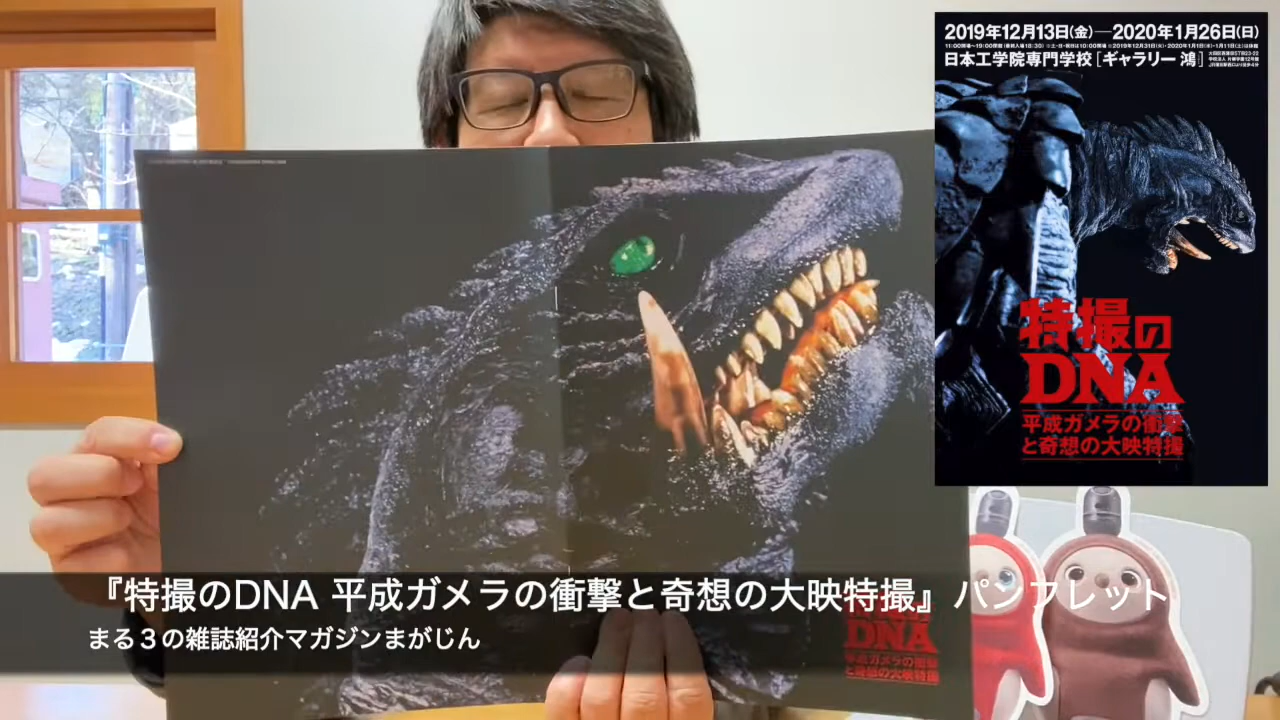 2019年12月13日(金)—2020年1月26日(日)
日本工学院専門学校[ギャラリー 鴻]
特撮の
DNA
平成ガメラの衝撃
と奇想の大映特撮
『特撮のDNA 平成ガメラの衝撃と奇想の大映特撮』パンフレット
まる3の雑誌紹介マガジンまがじん
DNA
平成ガメラの衝撃
と奇想の大映特撮